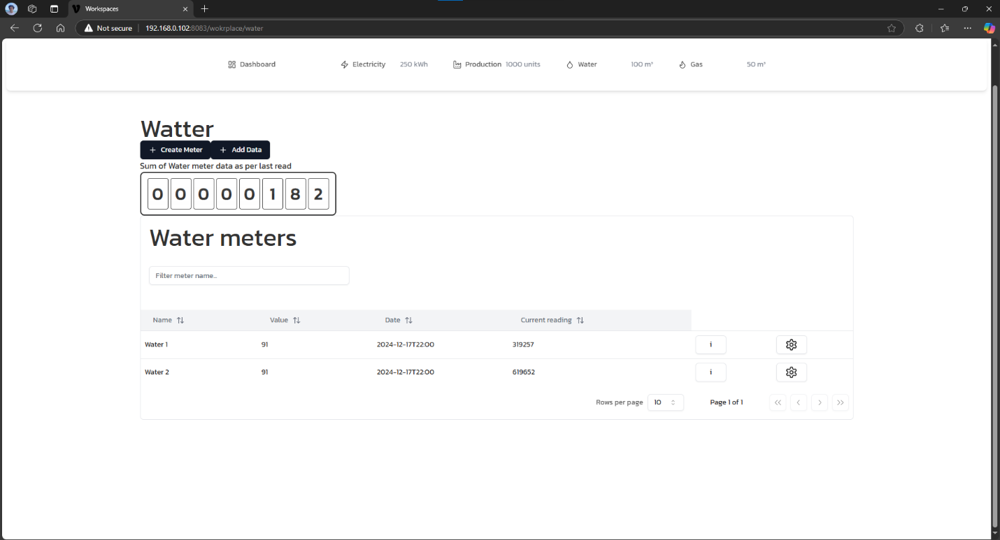 Workspaces
Not secure 192.168.0.102:8083/wokrplace/water
Dashboard Electricity 250 kWh Production 1000 units Water 100 m³ Gas 50 m³
Watter
Create Meter Add Data
Sum of Water meter data as per last read
0 0 0 0 0 1 8 2
Water meters
Filter meter name...
Name Value Date Current reading
Water 1 91 2024-12-17T22:00 319257 i
Water 2 91 2024-12-17T22:00 619652 i
Rows per page 10 Page 1 of 1